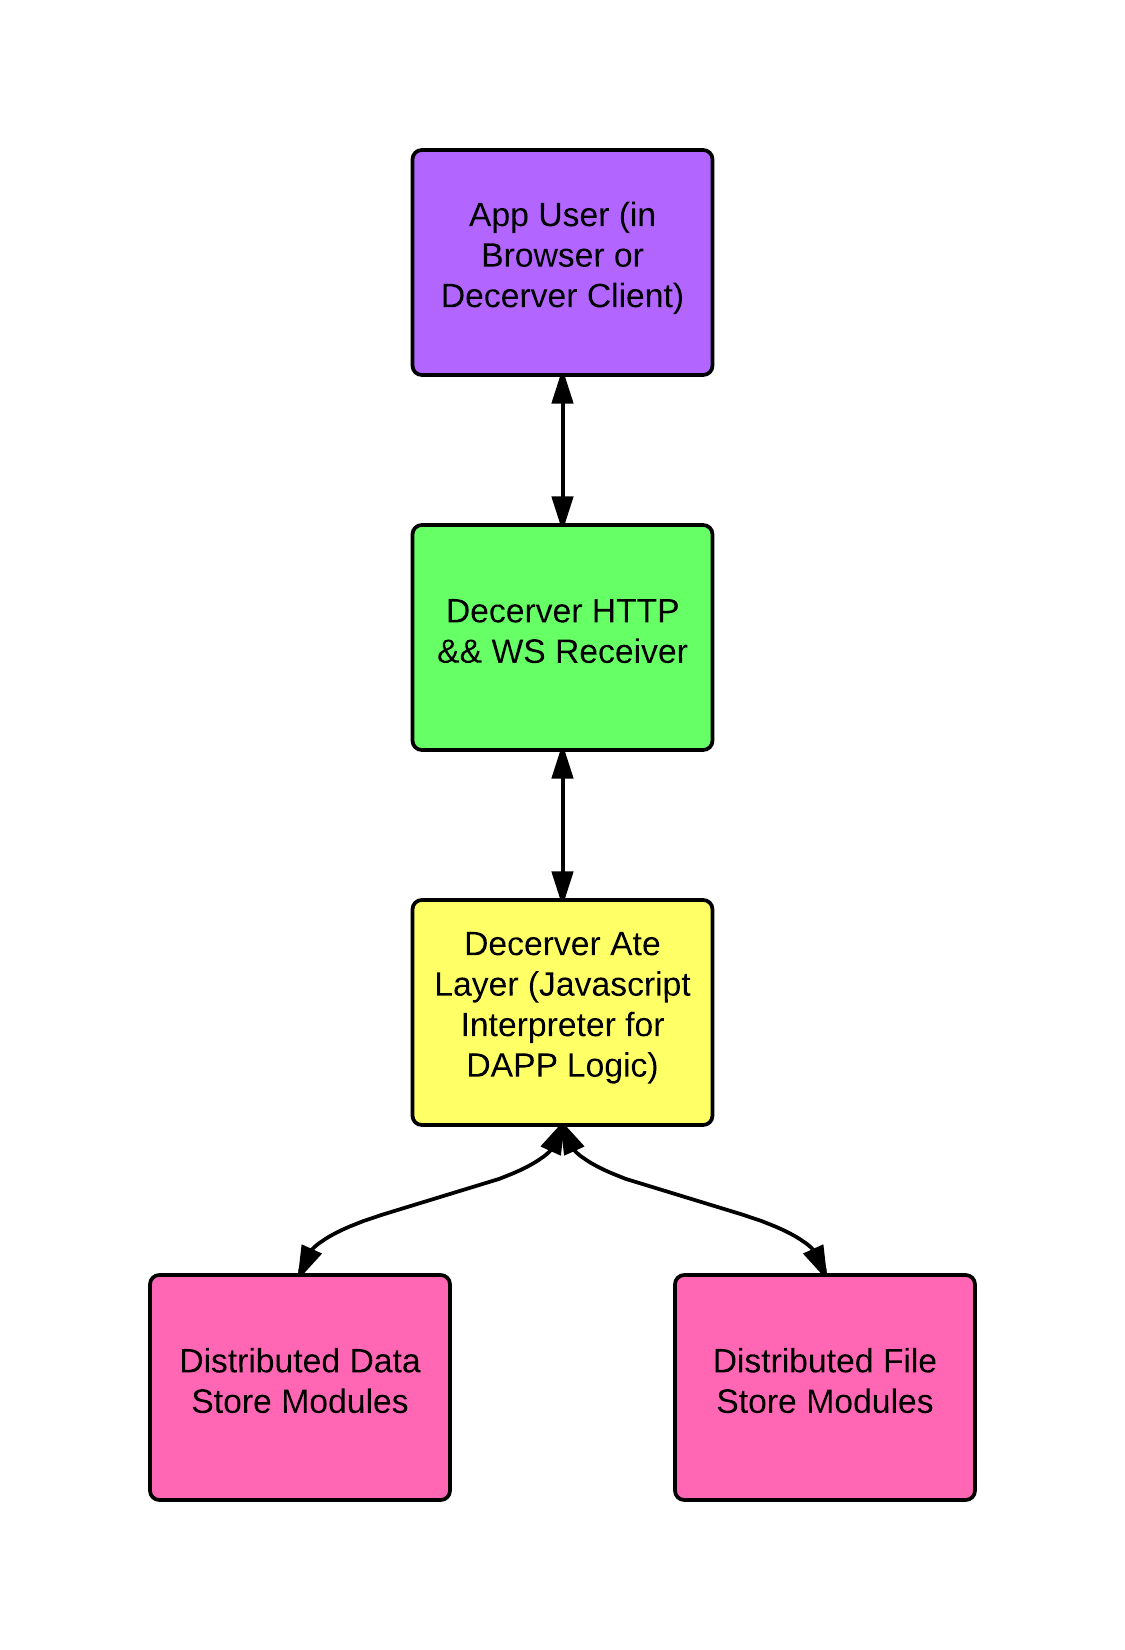 App User (in
Browser or
Decerver Client)
Decerver HTTP
&& WS Receiver
Decerver Ate
Layer (Javascript
Interpreter for
DAPP Logic)
Distributed Data
Store Modules
Distributed File
Store Modules